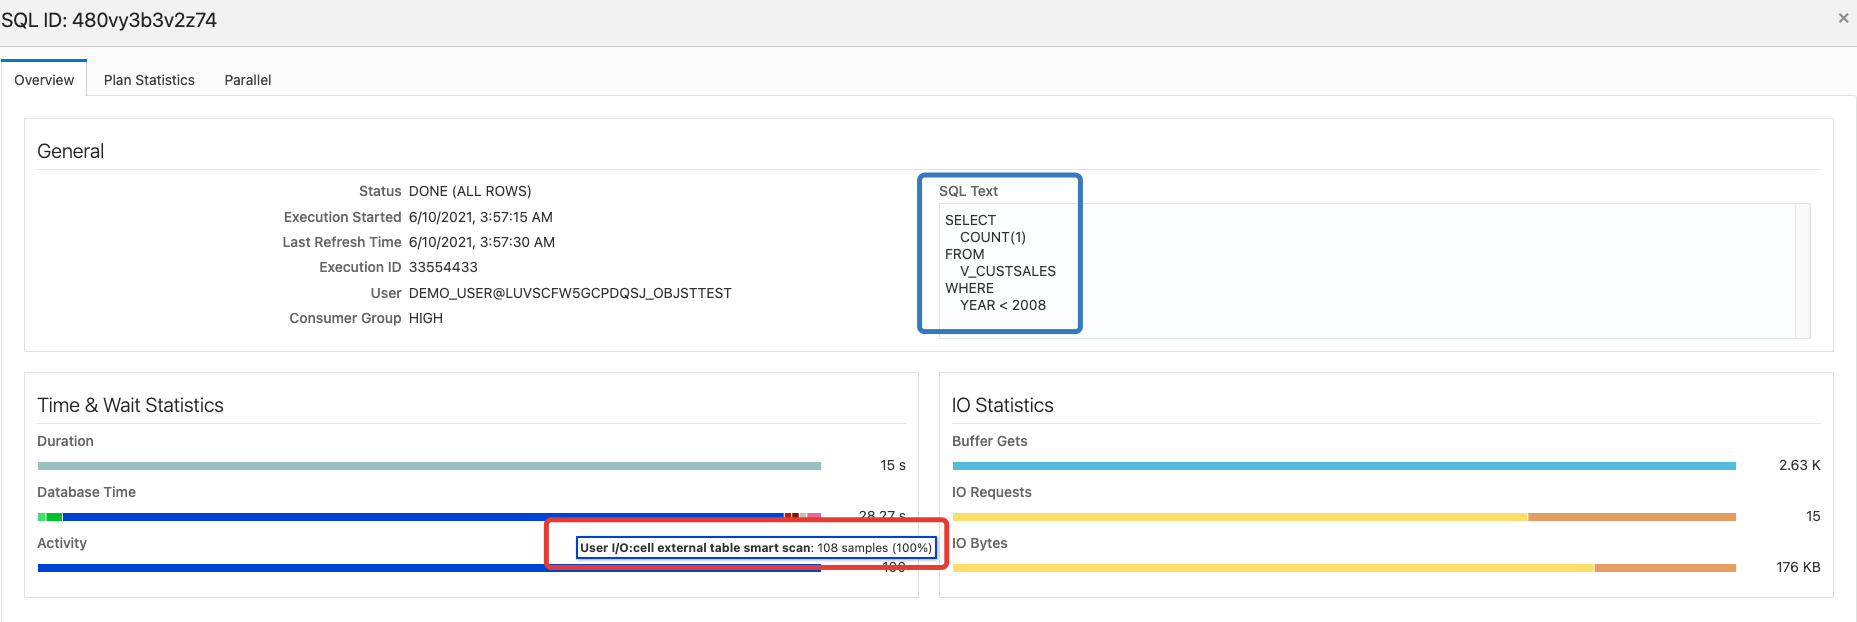 SQL ID: 480vy3b3v2z74
×
Overview Plan Statistics Parallel
General
Status DONE (ALL ROWS)
Execution Started 6/10/2021, 3:57:15 AM
Last Refresh Time 6/10/2021, 3:57:30 AM
Execution ID 33554433
User DEMO_USER@LUVSCFW5GCPDQSJ_OBJSTTEST
Consumer Group HIGH
SQL Text
SELECT
COUNT(1)
FROM
V_CUSTSALES
WHERE
YEAR < 2008
Time & Wait Statistics
Duration
15 s
Database Time
28.27 s
Activity
User I/O:cell external table smart scan: 108 samples (100%)
100
IO Statistics
Buffer Gets
2.63 K
IO Requests
15
IO Bytes
176 KB